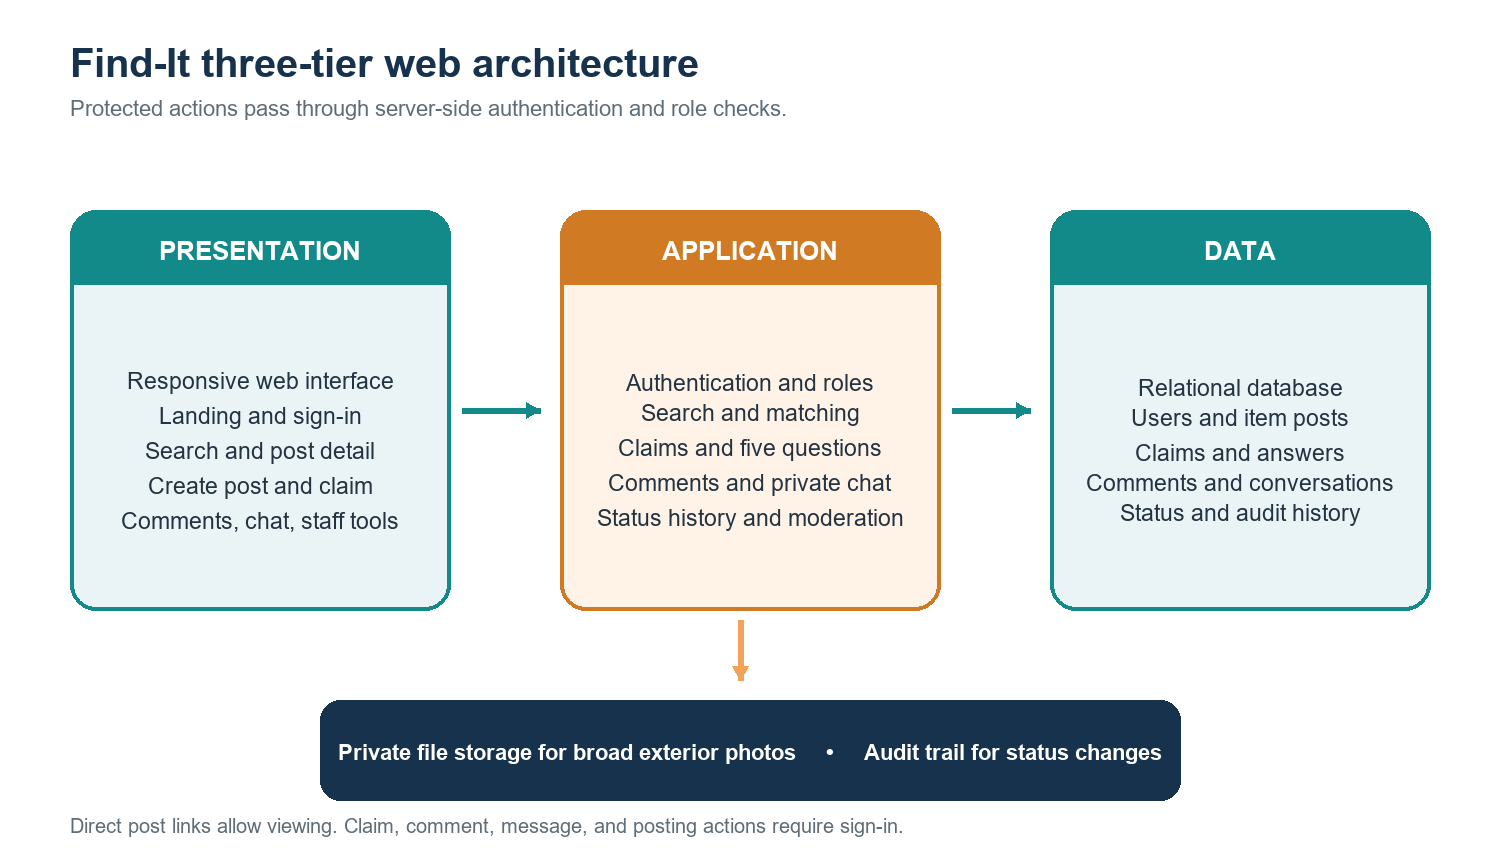 Find-It three-tier web architecture
Protected actions pass through server-side authentication and role checks.
PRESENTATION
Responsive web interface
Landing and sign-in
Search and post detail
Create post and claim
Comments, chat, staff tools
APPLICATION
Authentication and roles
Search and matching
Claims and five questions
Comments and private chat
Status history and moderation
DATA
Relational database
Users and item posts
Claims and answers
Comments and conversations
Status and audit history
Private file storage for broad exterior photos • Audit trail for status changes
Direct post links allow viewing. Claim, comment, message, and posting actions require sign-in.